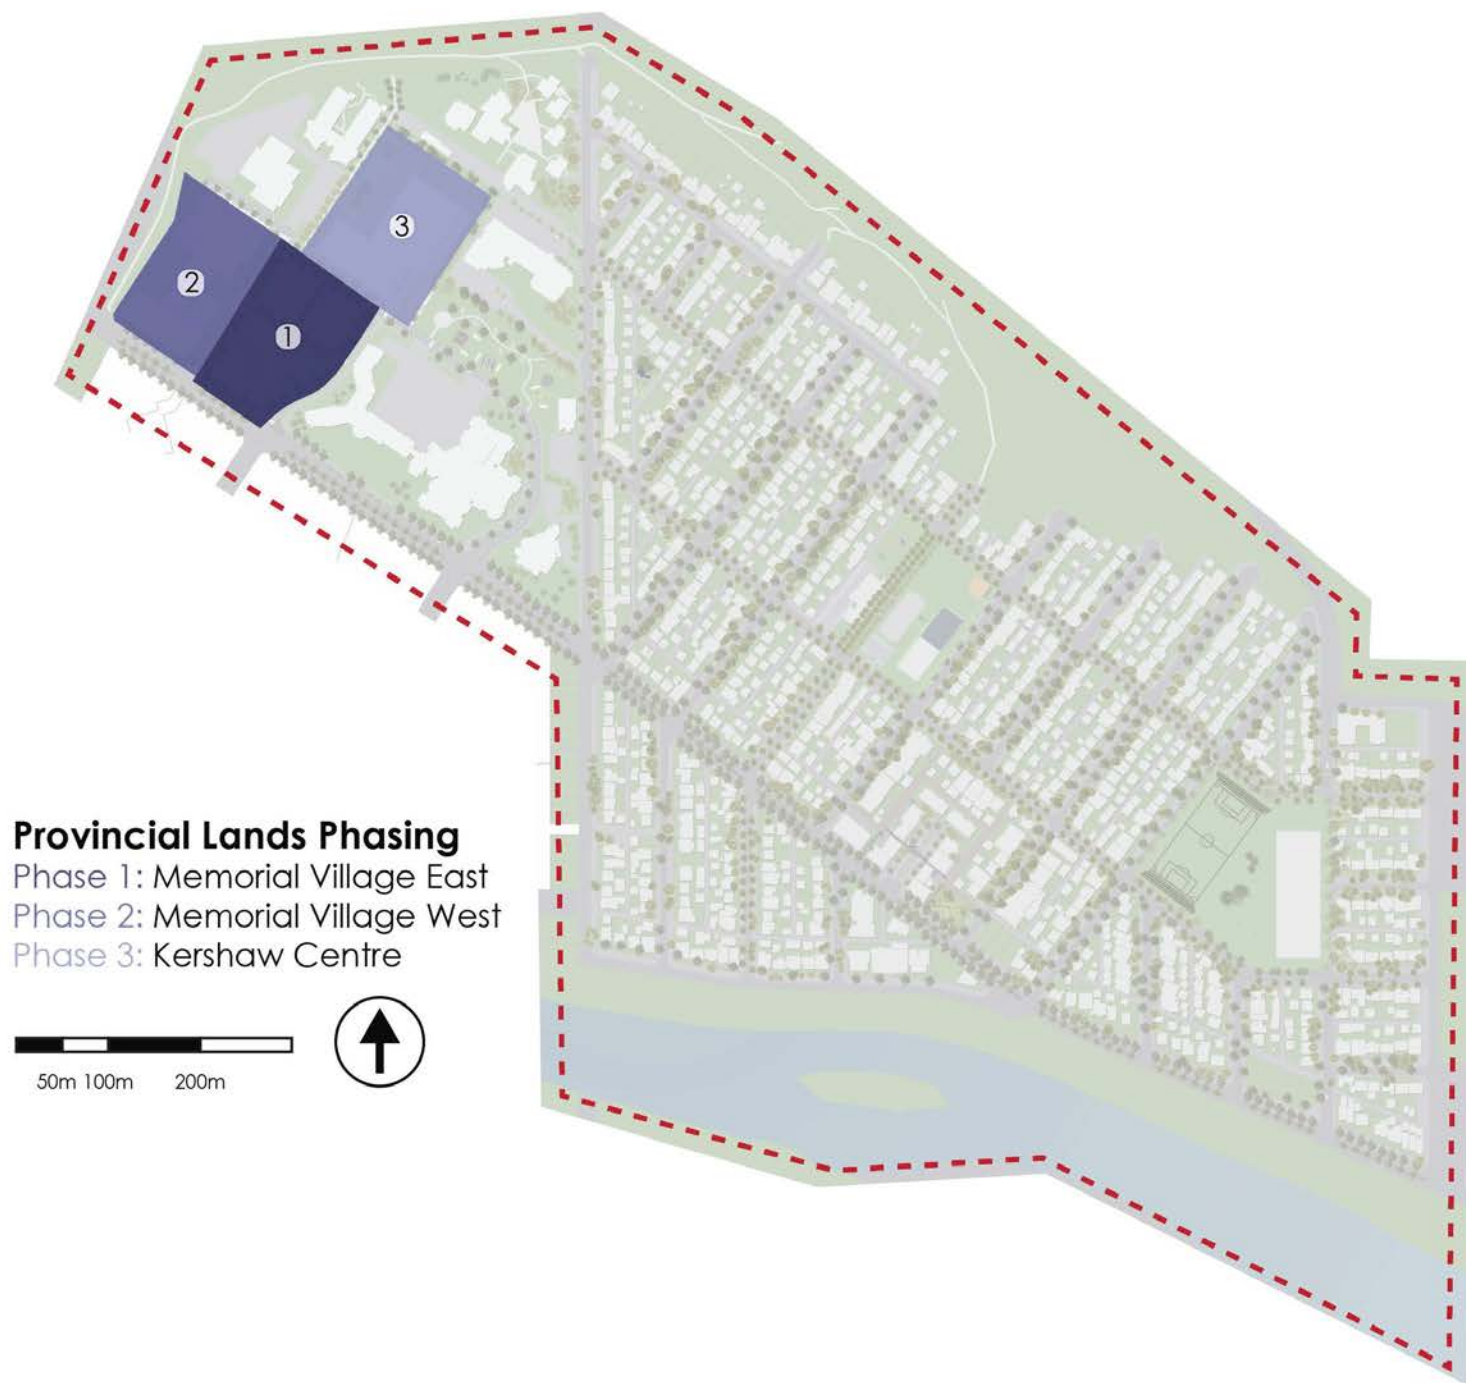 3
2
1
Provincial Lands Phasing
Phase 1: Memorial Village East
Phase 2: Memorial Village West
Phase 3: Kershaw Centre
50m 100m 200m